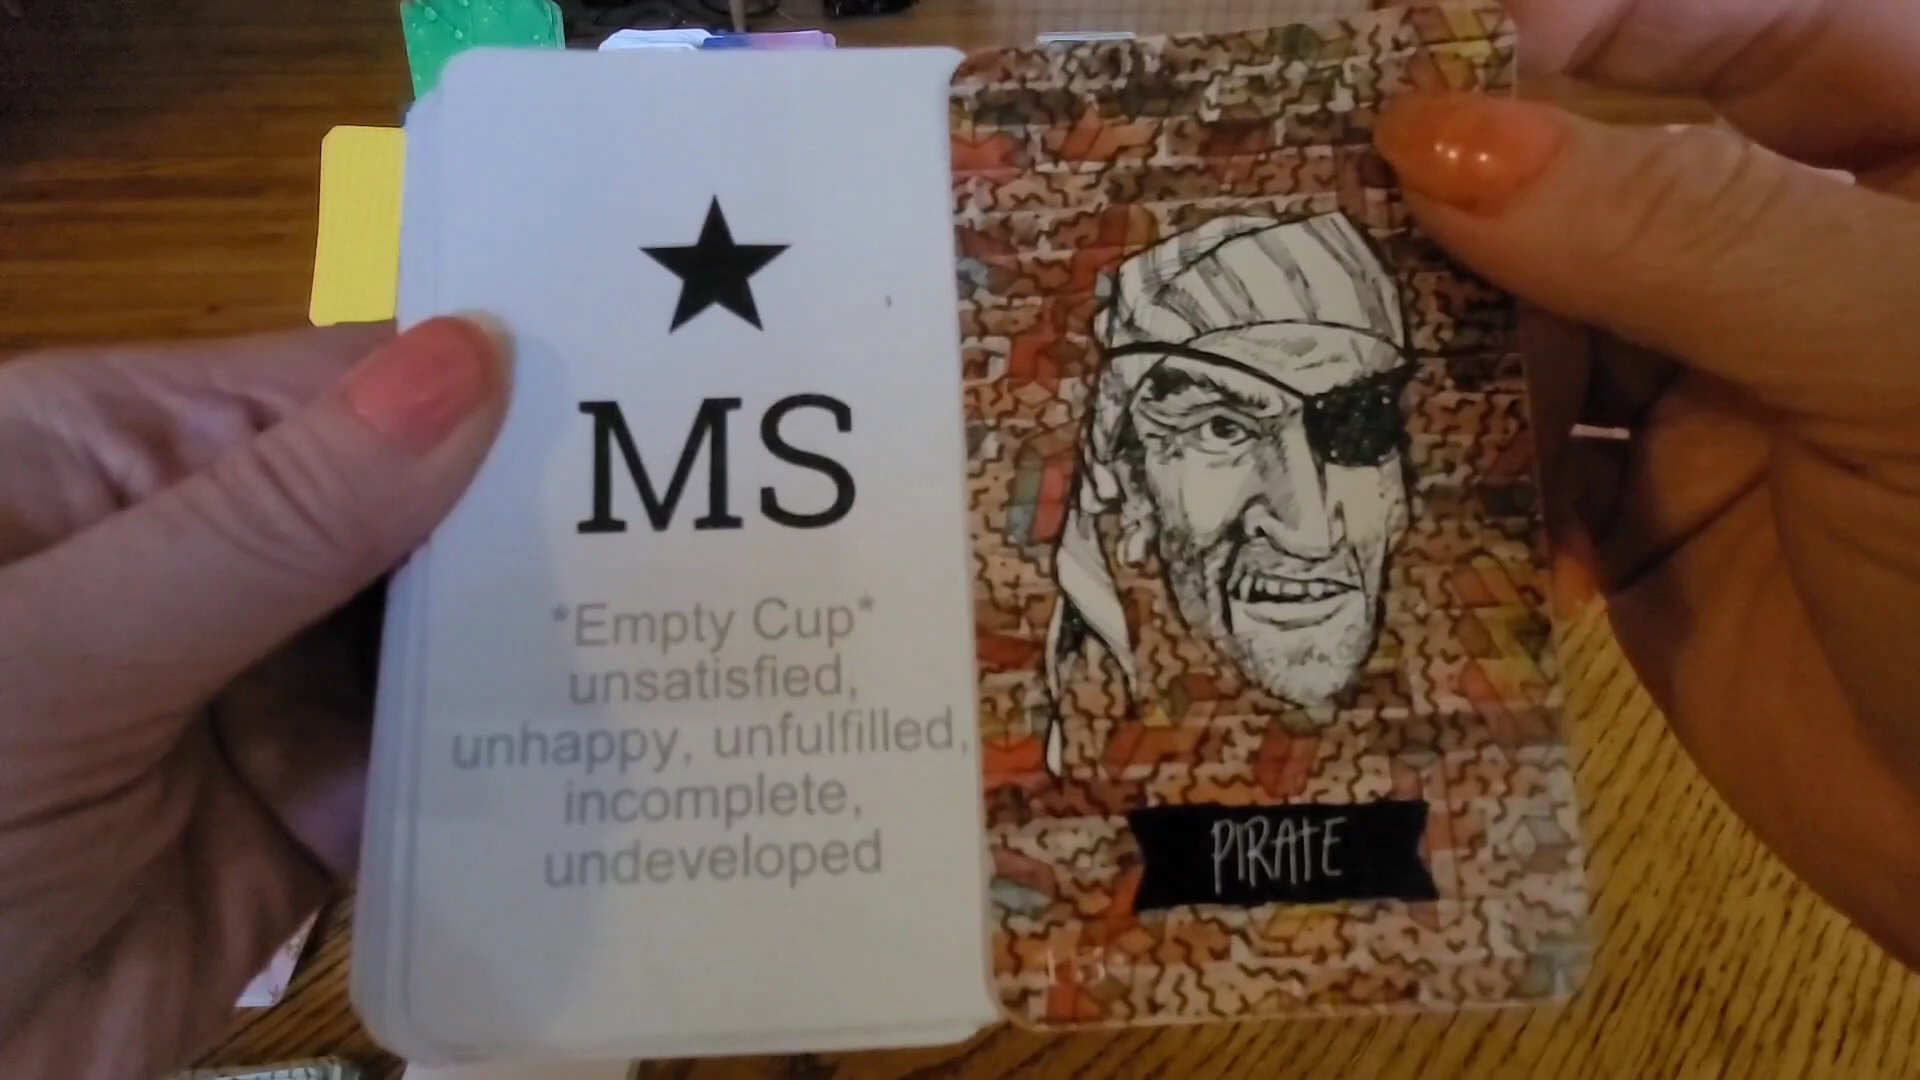 MS
*Empty Cup*
unsatisfied,
unhappy, unfulfilled,
incomplete,
undeveloped
PIRATE